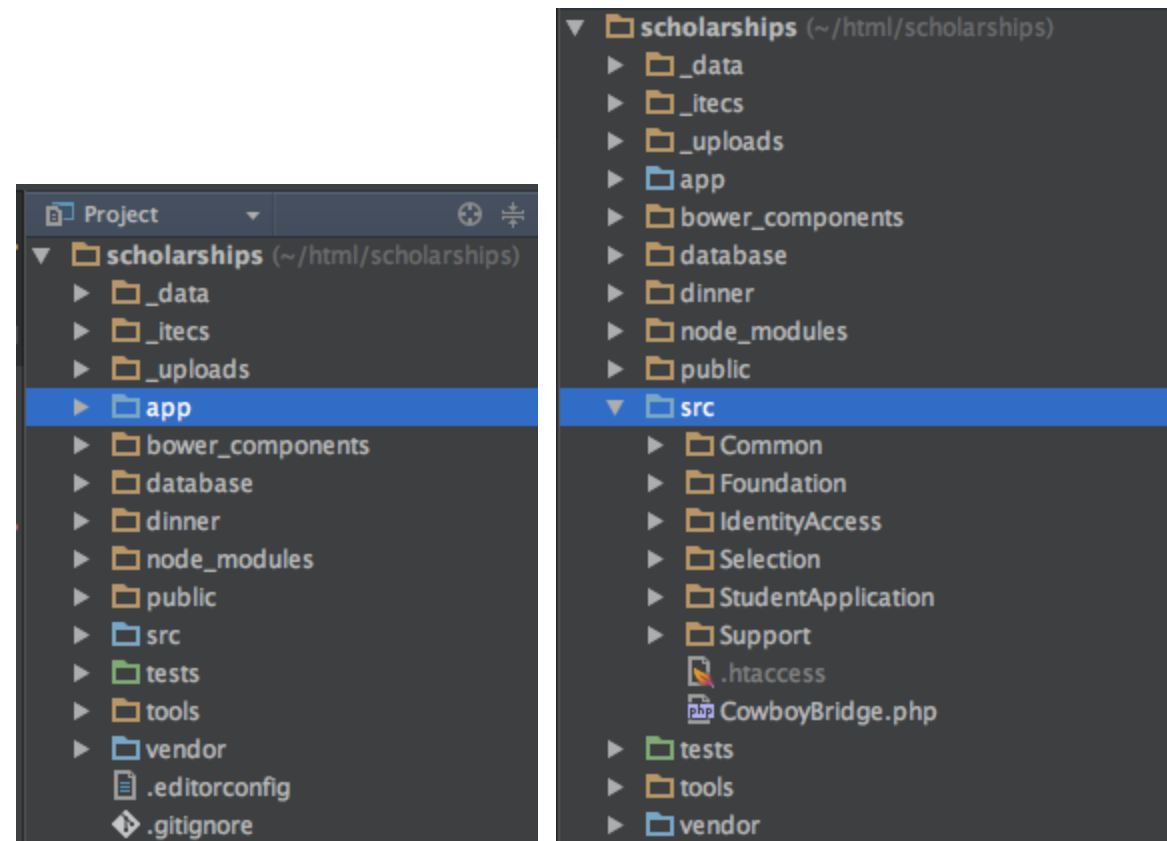 Project
scholarships (~/html/scholarships)
_data
_itecs
_uploads
app
bower_components
database
dinner
node_modules
public
src
tests
tools
vendor
.editorconfig
.gitignore
scholarships (~/html/scholarships)
_data
_itecs
_uploads
app
bower_components
database
dinner
node_modules
public
src
Common
Foundation
IdentityAccess
Selection
StudentApplication
Support
.htaccess
php CowboyBridge.php
tests
tools
vendor